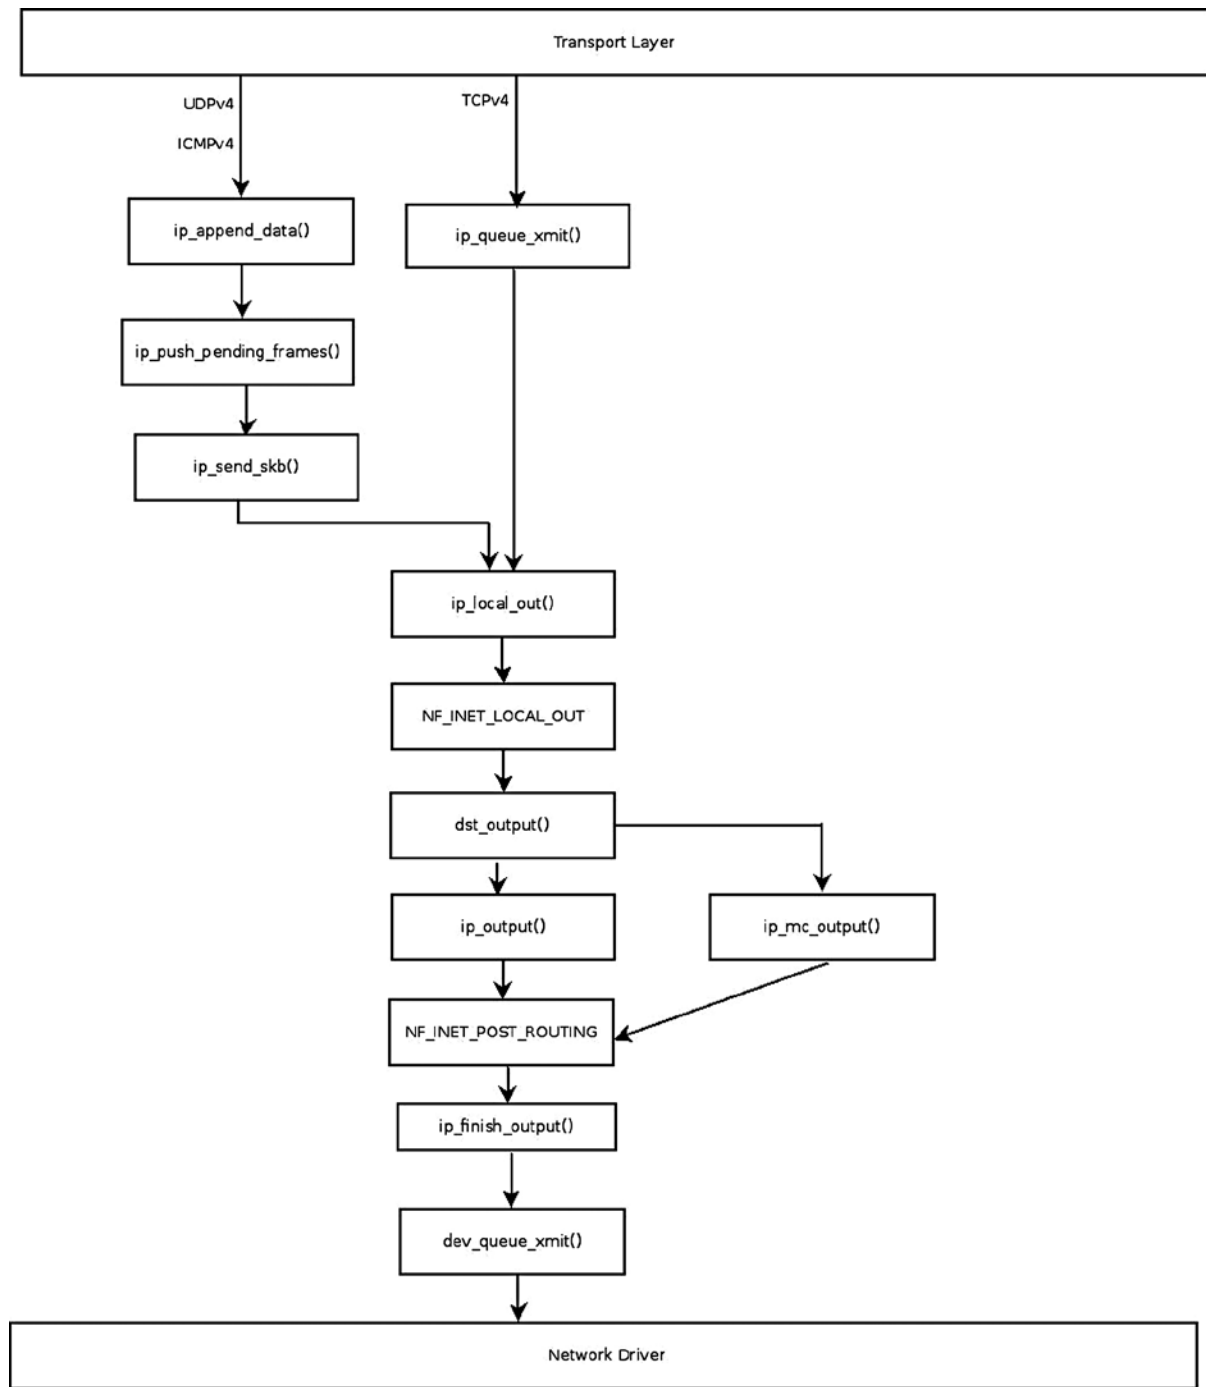 Transport Layer
UDPv4
TCPv4
ICMPv4
ip_append_data()
ip_queue_xmit()
ip_push_pending_frames()
ip_send_skb()
ip_local_out()
NF_INET_LOCAL_OUT
dst_output()
ip_output()
ip_mc_output()
NF_INET_POST_ROUTING
ip_finish_output()
dev_queue_xmit()
Network Driver